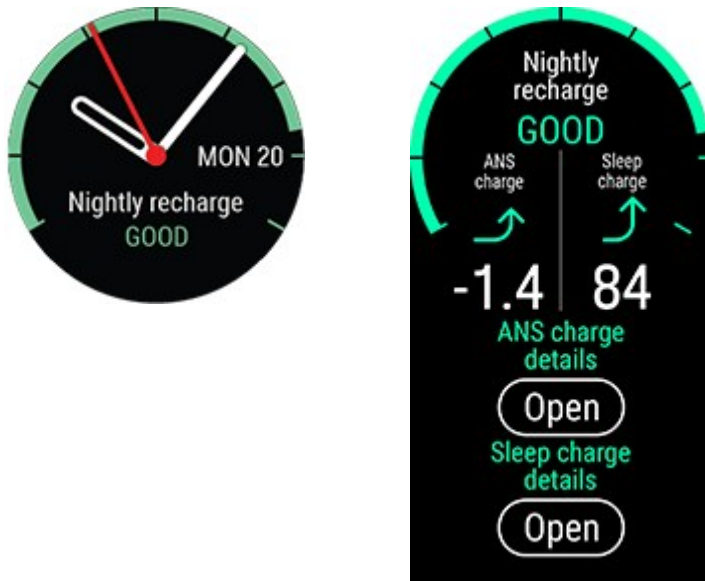 MON 20
Nightly recharge
GOOD
Nightly
recharge
GOOD
ANS
charge
Sleep
charge
-1.4
84
ANS charge
details
Open
Sleep charge
details
Open